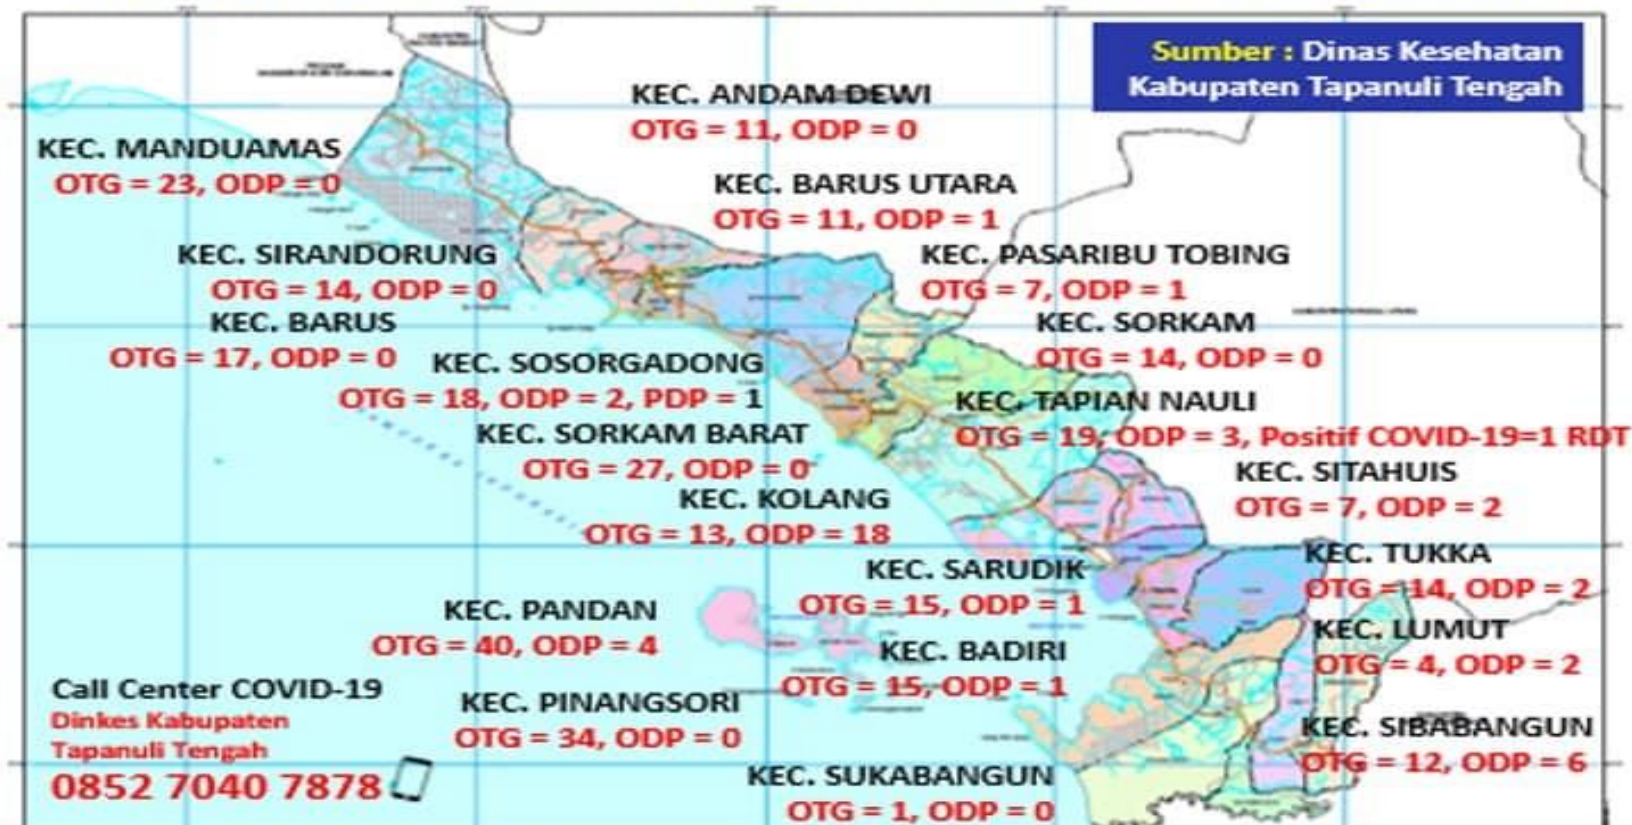 Sumber : Dinas Kesehatan
Kabupaten Tapanuli Tengah
KEC. ANDAM DEWI
OTG = 11, ODP = 0
KEC. MANDUAMAS
OTG = 23, ODP = 0
KEC. BARUS UTARA
OTG = 11, ODP = 1
KEC. SIRANDORUNG
OTG = 14, ODP = 0
KEC. PASARIBU TOBING
OTG = 7, ODP = 1
KEC. BARUS
OTG = 17, ODP = 0
KEC. SORKAM
OTG = 14, ODP = 0
KEC. SOSORGADONG
OTG = 18, ODP = 2, PDP = 1
KEC. TAPIAN NAULI
OTG = 19, ODP = 3, Positif COVID-19=1 RDT
KEC. SORKAM BARAT
OTG = 27, ODP = 0
KEC. SITAHUIS
OTG = 7, ODP = 2
KEC. KOLANG
OTG = 13, ODP = 18
KEC. TUKKA
OTG = 14, ODP = 2
KEC. SARUDIK
OTG = 15, ODP = 1
KEC. PANDAN
OTG = 40, ODP = 4
KEC. LUMUT
OTG = 4, ODP = 2
KEC. BADIRI
OTG = 15, ODP = 1
KEC. PINANGSORI
OTG = 34, ODP = 0
KEC. SIBABANGUN
OTG = 12, ODP = 6
KEC. SUKABANGUN
OTG = 1, ODP = 0
Call Center COVID-19
Dinkes Kabupaten
Tapanuli Tengah
0852 7040 7878